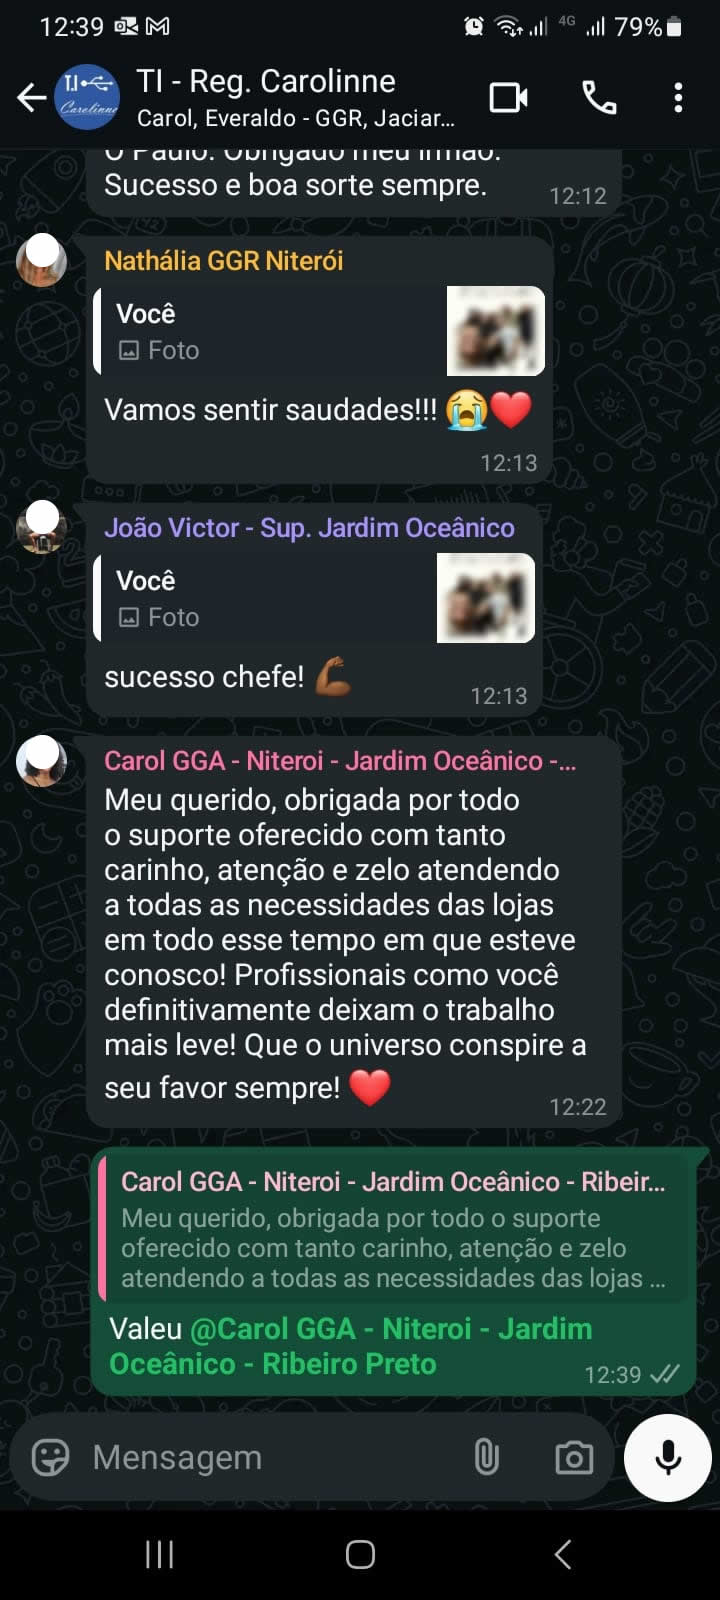 12:39
4G
79%
T.I
Carolinne
TI - Reg. Carolinne
Carol, Everaldo - GGR, Jaciar...
O Paulo. Obrigado meu irmão.
Sucesso e boa sorte sempre.
12:12
Nathália GGR Niterói
Você
Foto
Vamos sentir saudades!!! 😭❤️
12:13
João Victor - Sup. Jardim Oceânico
Você
Foto
sucesso chefe! 💪🏾
12:13
Carol GGA - Niteroi - Jardim Oceânico -...
Meu querido, obrigada por todo
o suporte oferecido com tanto
carinho, atenção e zelo atendendo
a todas as necessidades das lojas
em todo esse tempo em que esteve
conosco! Profissionais como você
definitivamente deixam o trabalho
mais leve! Que o universo conspire a
seu favor sempre! ❤️
12:22
Carol GGA - Niteroi - Jardim Oceânico - Ribeir...
Meu querido, obrigada por todo o suporte
oferecido com tanto carinho, atenção e zelo
atendendo a todas as necessidades das lojas ...
Valeu @Carol GGA - Niteroi - Jardim
Oceânico - Ribeiro Preto
12:39
Mensagem